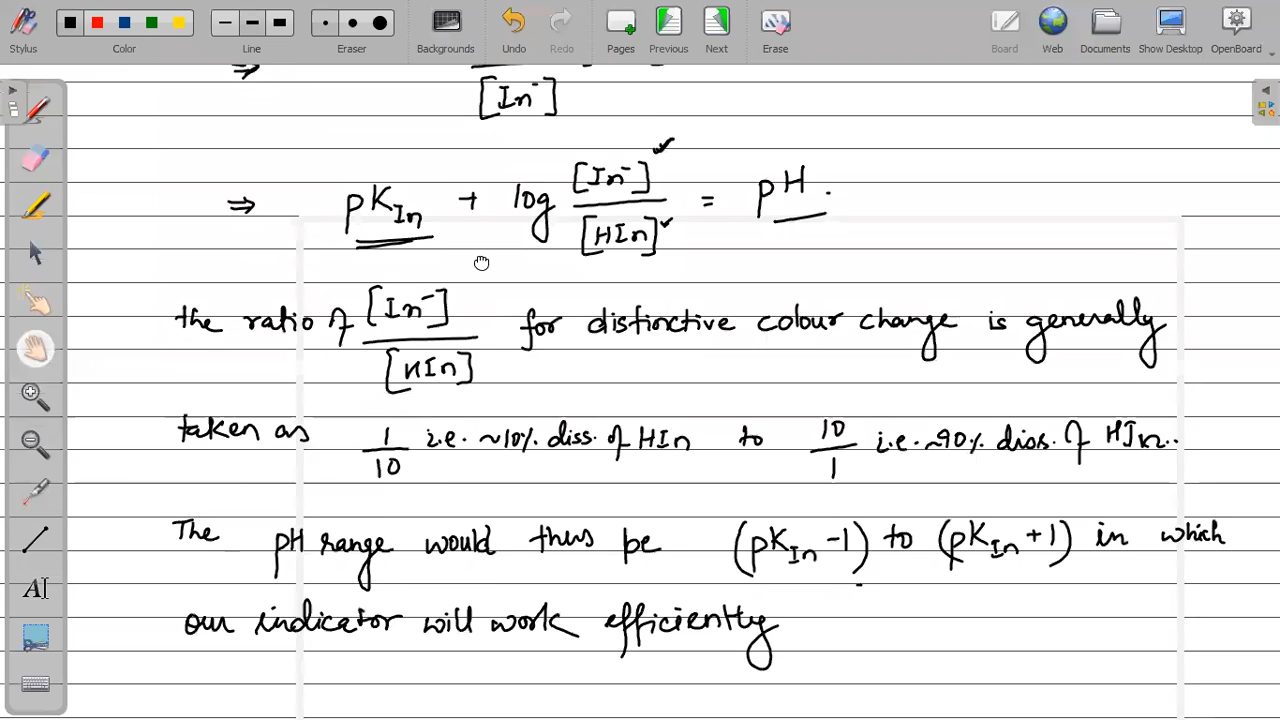 Stylus Color Line Eraser Backgrounds Undo Redo Pages Previous Next Erase Board Web Documents Show Desktop OpenBoard
⇒ [In⁻]
⇒ pK_In + log [In⁻]/[HIn] = pH.
the ratio of [In⁻]/[HIn] for distinctive colour change is generally
taken as 1/10 i.e. ~10% diss. of HIn to 10/1 i.e. ~90% diss. of HIn.
The pH range would thus be (pK_In -1) to (pK_In +1) in which
our indicator will work efficiently